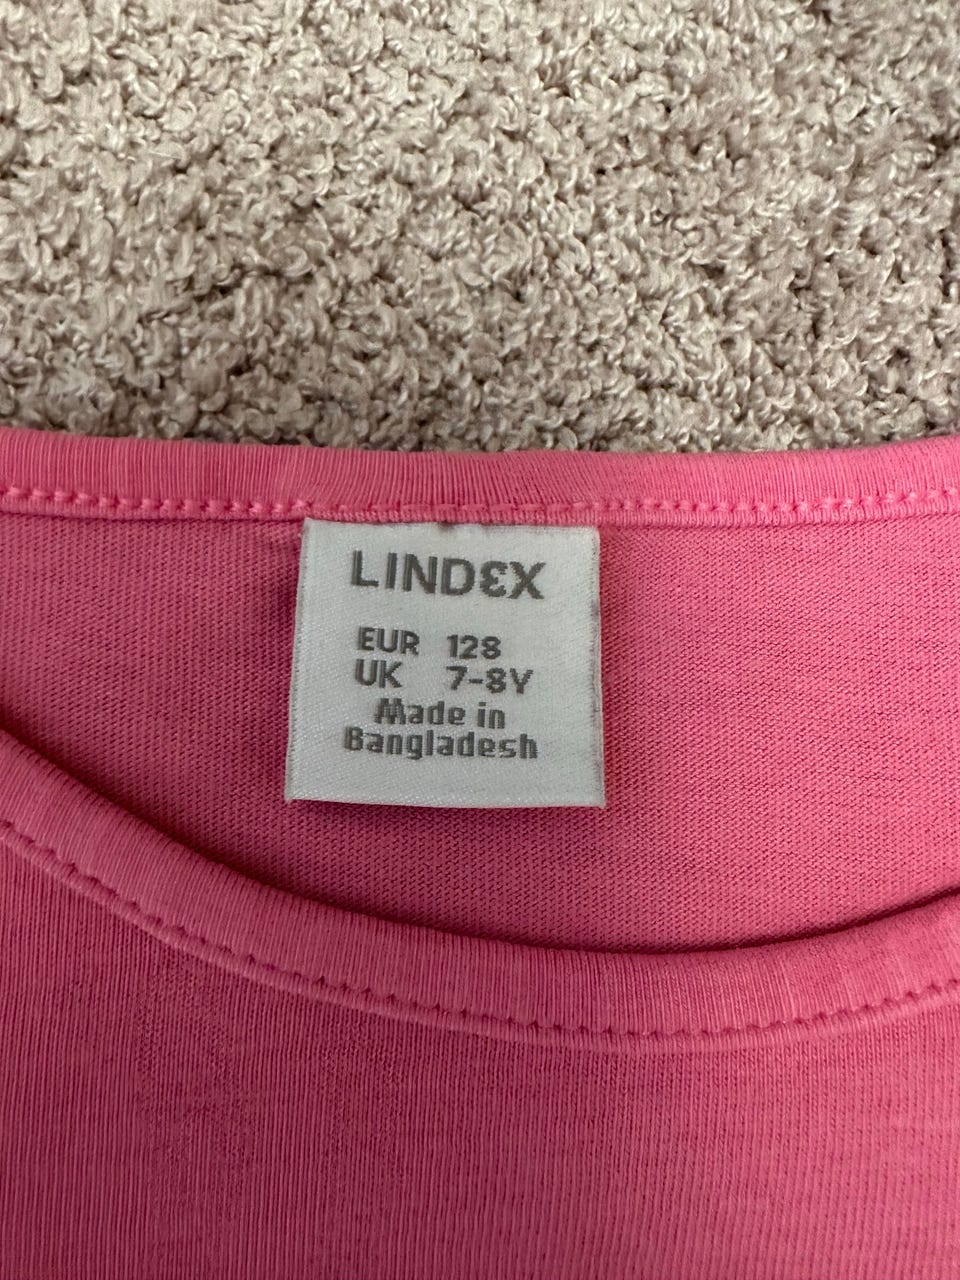 LINDEX
EUR 128
UK 7-8Y
Made in
Bangladesh